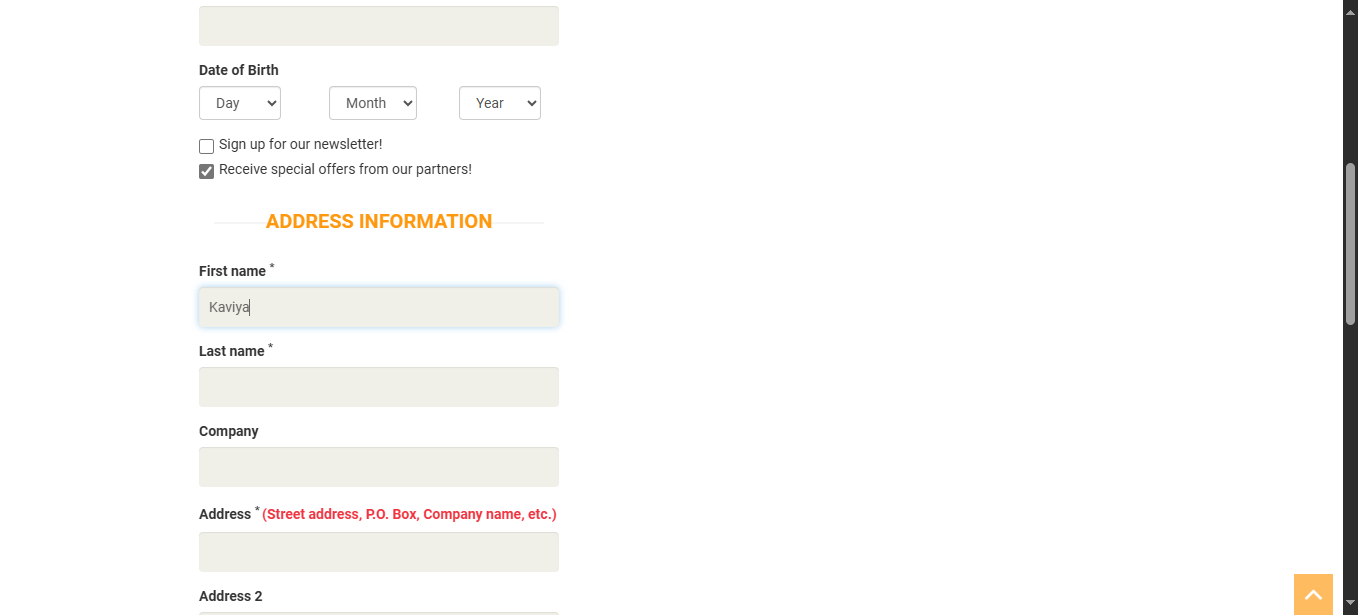 Date of Birth
Day Month Year
Sign up for our newsletter!
Receive special offers from our partners!
ADDRESS INFORMATION
First name *
Kaviya
Last name *
Company
Address * (Street address, P.O. Box, Company name, etc.)
Address 2